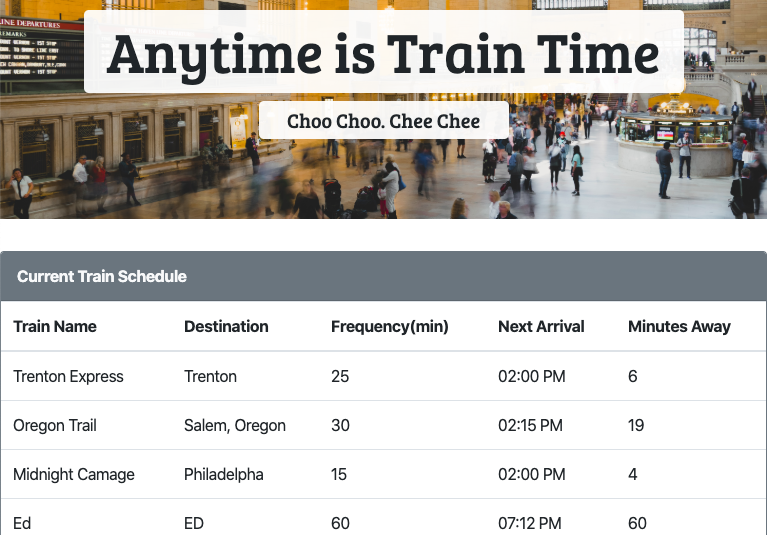 Anytime is Train Time
Choo Choo. Chee Chee
Current Train Schedule
Train Name Destination Frequency(min) Next Arrival Minutes Away
Trenton Express Trenton 25 02:00 PM 6
Oregon Trail Salem, Oregon 30 02:15 PM 19
Midnight Camage Philadelpha 15 02:00 PM 4
Ed ED 60 07:12 PM 60